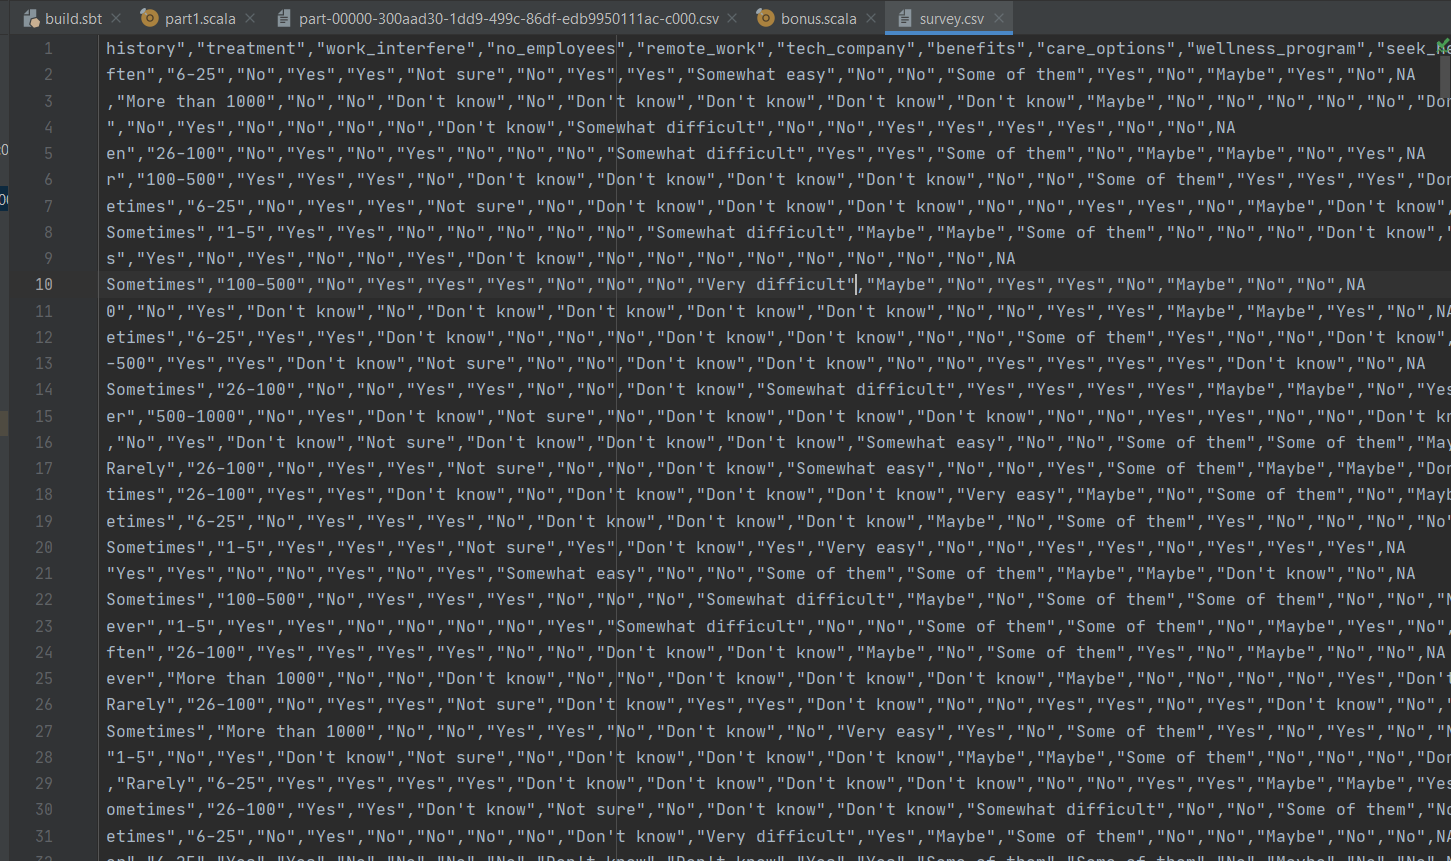 build.sbt part1.scala part-00000-300aad30-1dd9-499c-86df-edb9950111ac-c000.csv bonus.scala survey.csv
1 history","treatment","work_interfere","no_employees","remote_work","tech_company","benefits","care_options","wellness_program","seek_
2 ften","6-25","No","Yes","Yes","Not sure","No","Yes","Yes","Somewhat easy","No","No","Some of them","Yes","No","Maybe","Yes","No",NA
3 ,"More than 1000","No","No","Don't know","No","Don't know","Don't know","Don't know","Don't know","Maybe","No","No","No","No","No","Don
4 ","No","Yes","No","No","No","No","Don't know","Somewhat difficult","No","No","Yes","Yes","Yes","Yes","No","No",NA
5 en","26-100","No","Yes","No","Yes","No","No","No","Somewhat difficult","Yes","Yes","Some of them","No","Maybe","Maybe","No","Yes",NA
6 r","100-500","Yes","Yes","Yes","No","Don't know","Don't know","Don't know","Don't know","No","No","Some of them","Yes","Yes","Yes","Don
7 etimes","6-25","No","Yes","Yes","Not sure","No","Don't know","Don't know","Don't know","No","No","Yes","Yes","No","Maybe","Don't know",
8 Sometimes","1-5","Yes","Yes","No","No","No","No","No","Somewhat difficult","Maybe","Maybe","Some of them","No","No","No","Don't know","
9 s","Yes","No","Yes","No","No","Yes","Don't know","No","No","No","No","No","No","No","No",NA
10 Sometimes","100-500","No","Yes","Yes","Yes","No","No","No","Very difficult","Maybe","No","Yes","Yes","No","Maybe","No","No",NA
11 0","No","Yes","Don't know","No","Don't know","Don't know","Don't know","Don't know","No","No","Yes","Yes","Maybe","Maybe","Yes","No",NA
12 etimes","6-25","Yes","Yes","Don't know","No","No","No","Don't know","Don't know","No","No","Some of them","Yes","No","No","Don't know"
13 -500","Yes","Yes","Don't know","Not sure","No","No","Don't know","Don't know","No","No","Yes","Yes","Yes","Yes","Don't know","No",NA
14 Sometimes","26-100","No","No","Yes","Yes","No","No","Don't know","Somewhat difficult","Yes","Yes","Yes","Yes","Maybe","Maybe","No","Yes
15 er","500-1000","No","Yes","Don't know","Not sure","No","Don't know","Don't know","Don't know","No","No","Yes","Yes","No","No","Don't kn
16 ,"No","Yes","Don't know","Not sure","Don't know","Don't know","Don't know","Somewhat easy","No","No","Some of them","Some of them","May
17 Rarely","26-100","No","Yes","Yes","Not sure","No","No","Don't know","Somewhat easy","No","No","Yes","Some of them","Maybe","Maybe","Don
18 times","26-100","Yes","Yes","Don't know","No","Don't know","Don't know","Don't know","Very easy","Maybe","No","Some of them","No","Mayb
19 etimes","6-25","No","Yes","Yes","Yes","No","Don't know","Don't know","Don't know","Maybe","No","Some of them","Yes","No","No","No","No"
20 Sometimes","1-5","Yes","Yes","Yes","Not sure","Yes","Don't know","Yes","Very easy","No","No","Yes","Yes","No","Yes","Yes","Yes",NA
21 "Yes","Yes","No","No","Yes","No","Yes","Somewhat easy","No","No","Some of them","Some of them","Maybe","Maybe","Don't know","No",NA
22 Sometimes","100-500","No","Yes","Yes","Yes","No","No","No","Somewhat difficult","Maybe","No","Some of them","Some of them","No","No","N
23 ever","1-5","Yes","Yes","No","No","No","No","Yes","Somewhat difficult","No","No","Some of them","Some of them","No","Maybe","Yes","No",
24 ften","26-100","Yes","Yes","Yes","Yes","No","No","Don't know","Don't know","Maybe","No","Some of them","Yes","No","Maybe","No","No",NA
25 ever","More than 1000","No","No","Don't know","No","No","Don't know","Don't know","Don't know","Maybe","No","No","No","No","Yes","Don't
26 Rarely","26-100","No","Yes","Yes","Not sure","Don't know","Yes","Yes","Don't know","No","No","Yes","Yes","No","Yes","Don't know","No",
27 Sometimes","More than 1000","No","No","Yes","Yes","No","Don't know","No","Very easy","Yes","No","Some of them","Yes","No","Yes","No","N
28 "1-5","No","Yes","Don't know","Not sure","No","Don't know","Don't know","Don't know","Maybe","Maybe","Some of them","No","No","No","Don
29 ,"Rarely","6-25","Yes","Yes","Yes","Yes","Don't know","Don't know","Don't know","Don't know","No","No","Yes","Yes","Maybe","Maybe","Yes
30 ometimes","26-100","Yes","Yes","Don't know","Not sure","No","Don't know","Don't know","Somewhat difficult","No","No","Some of them","No
31 etimes","6-25","No","Yes","No","No","No","No","Don't know","Very difficult","Yes","Maybe","Some of them","No","No","Maybe","No","No",NA